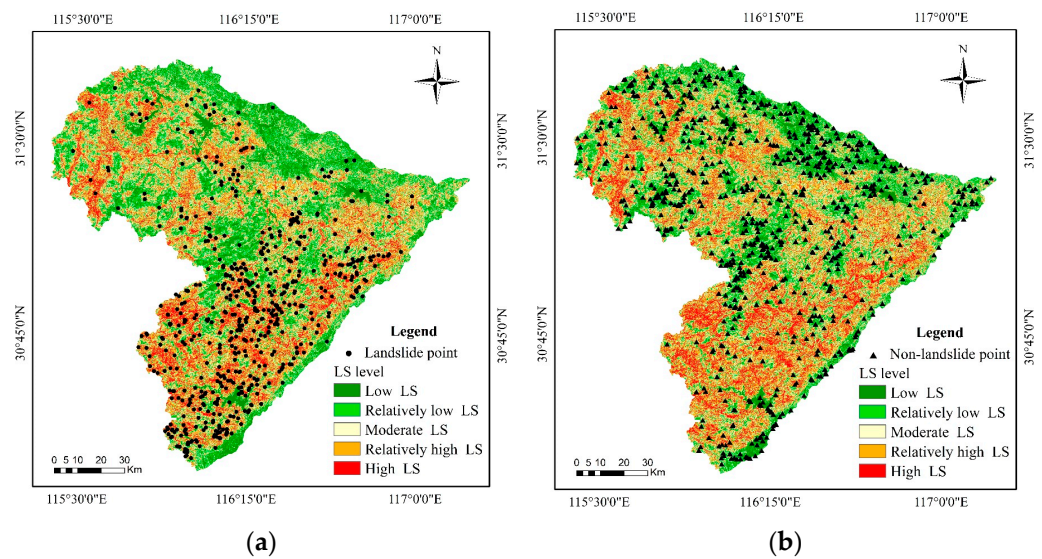 115°30'0"E 116°15'0"E 117°0'0"E
N
31°30'0"N
31°30'0"N
30°45'0"N
30°45'0"N
Legend
Landslide point
LS level
Low LS
Relatively low LS
Moderate LS
Relatively high LS
High LS
0 5 10 20 30
Km
115°30'0"E 116°15'0"E 117°0'0"E
(a)
115°30'0"E 116°15'0"E 117°0'0"E
N
31°30'0"N
31°30'0"N
30°45'0"N
30°45'0"N
Legend
Non-landslide point
LS level
Low LS
Relatively low LS
Moderate LS
Relatively high LS
High LS
0 5 10 20 30
Km
115°30'0"E 116°15'0"E 117°0'0"E
(b)